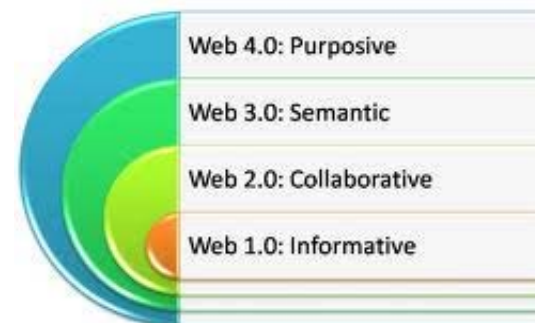 Web 4.0: Purposive
Web 3.0: Semantic
Web 2.0: Collaborative
Web 1.0: Informative